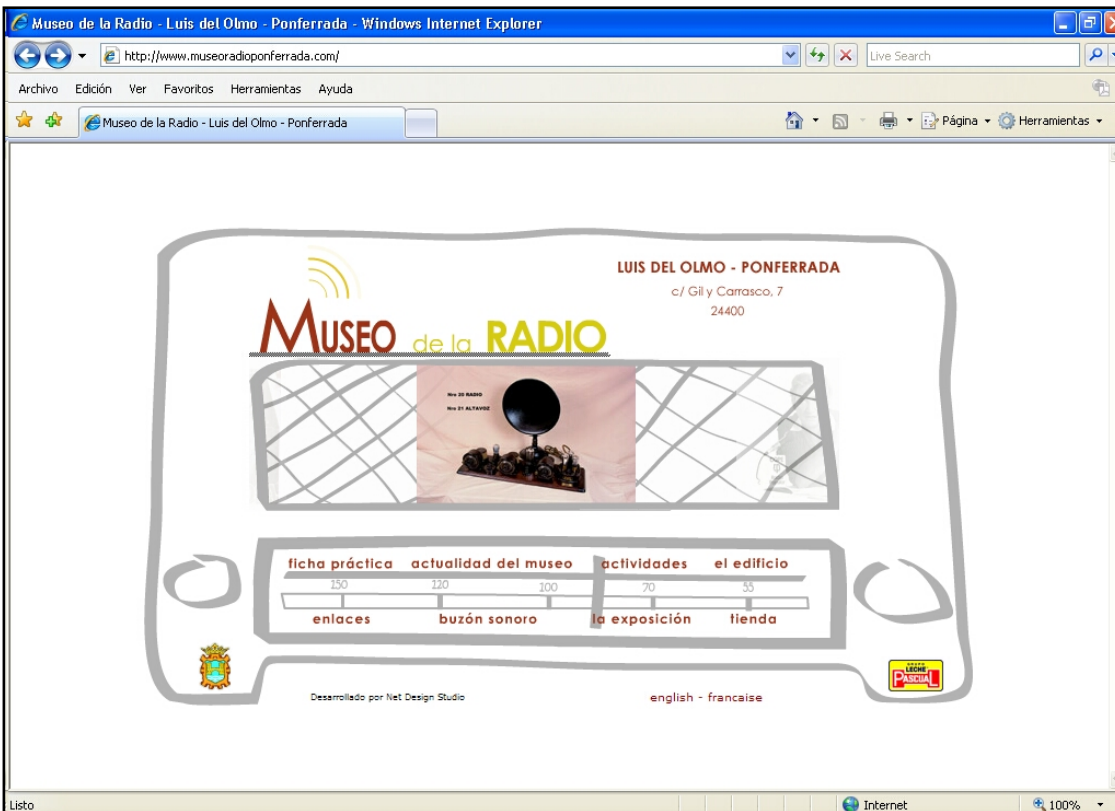 Museo de la Radio - Luis del Olmo - Ponferrada - Windows Internet Explorer
http://www.museoradioponferrada.com/
Live Search
Archivo Edición Ver Favoritos Herramientas Ayuda
Museo de la Radio - Luis del Olmo - Ponferrada
Página Herramientas
LUIS DEL OLMO - PONFERRADA
c/ Gil y Carrasco, 7
24400
MUSEO de la RADIO
Nro 20 RADIO
Nro 21 ALTAVOZ
ficha práctica actualidad del museo actividades el edificio
150 120 100 70 55
enlaces buzón sonoro la exposición tienda
GRUPO
LECHE
PASCUAL
Desarrollado por Net Design Studio
english - francaise
Listo
Internet
100%